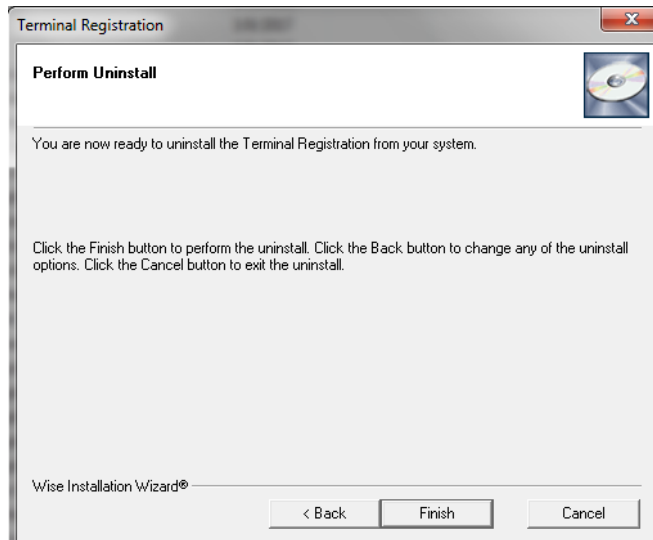 Terminal Registration
Perform Uninstall
You are now ready to uninstall the Terminal Registration from your system.
Click the Finish button to perform the uninstall. Click the Back button to change any of the uninstall
options. Click the Cancel button to exit the uninstall.
Wise Installation Wizard®
< Back Finish Cancel